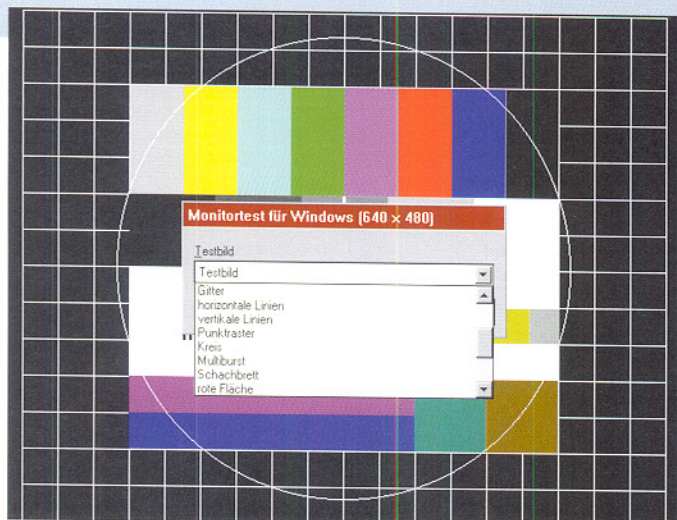 Monitortest für Windows (640 x 480)
Testbild
Testbild
Gitter
horizontale Linien
vertikale Linien
Punktraster
Kreis
Multiburst
Schachbrett
rote Fläche